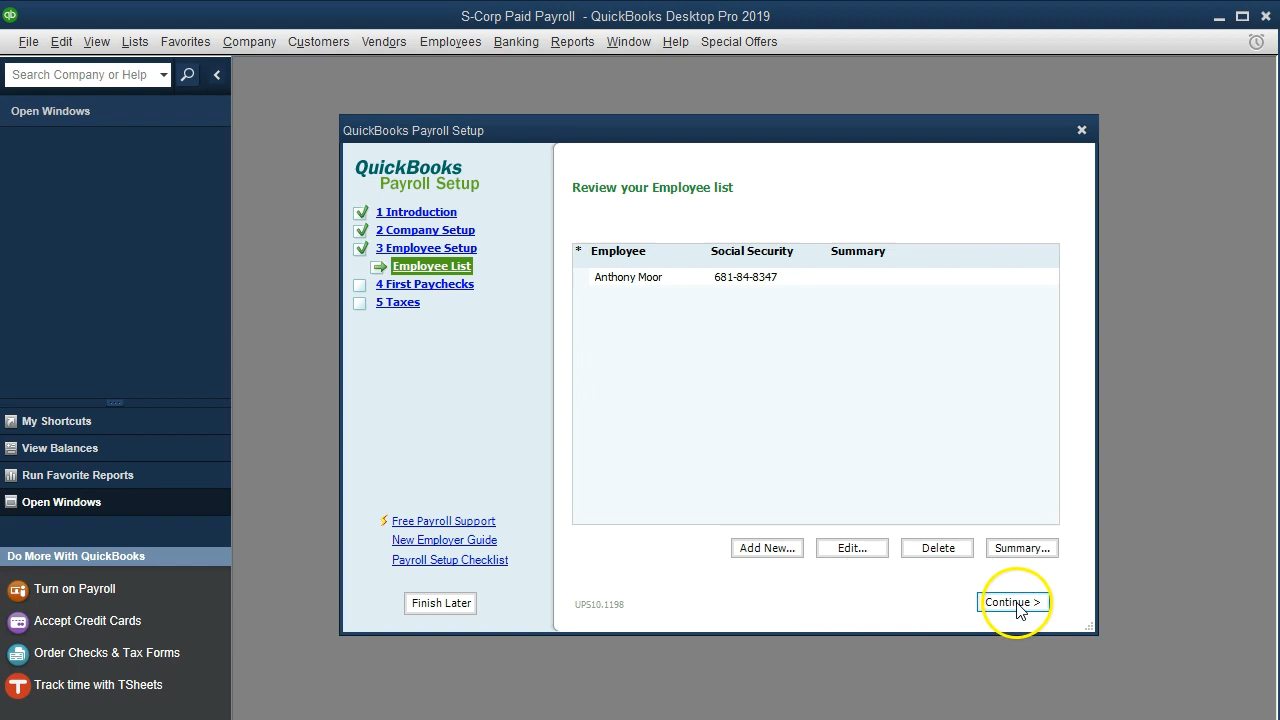 S-Corp Paid Payroll - QuickBooks Desktop Pro 2019
File Edit View Lists Favorites Company Customers Vendors Employees Banking Reports Window Help Special Offers
Search Company or Help
Open Windows
My Shortcuts
View Balances
Run Favorite Reports
Open Windows
Do More With QuickBooks
Turn on Payroll
Accept Credit Cards
Order Checks & Tax Forms
Track time with TSheets
QuickBooks Payroll Setup
QuickBooks
Payroll Setup
1 Introduction
2 Company Setup
3 Employee Setup
Employee List
4 First Paychecks
5 Taxes
Free Payroll Support
New Employer Guide
Payroll Setup Checklist
Finish Later
Review your Employee list
* Employee Social Security Summary
Anthony Moor 681-84-8347
Add New... Edit... Delete Summary...
UPS10.1198
Continue >